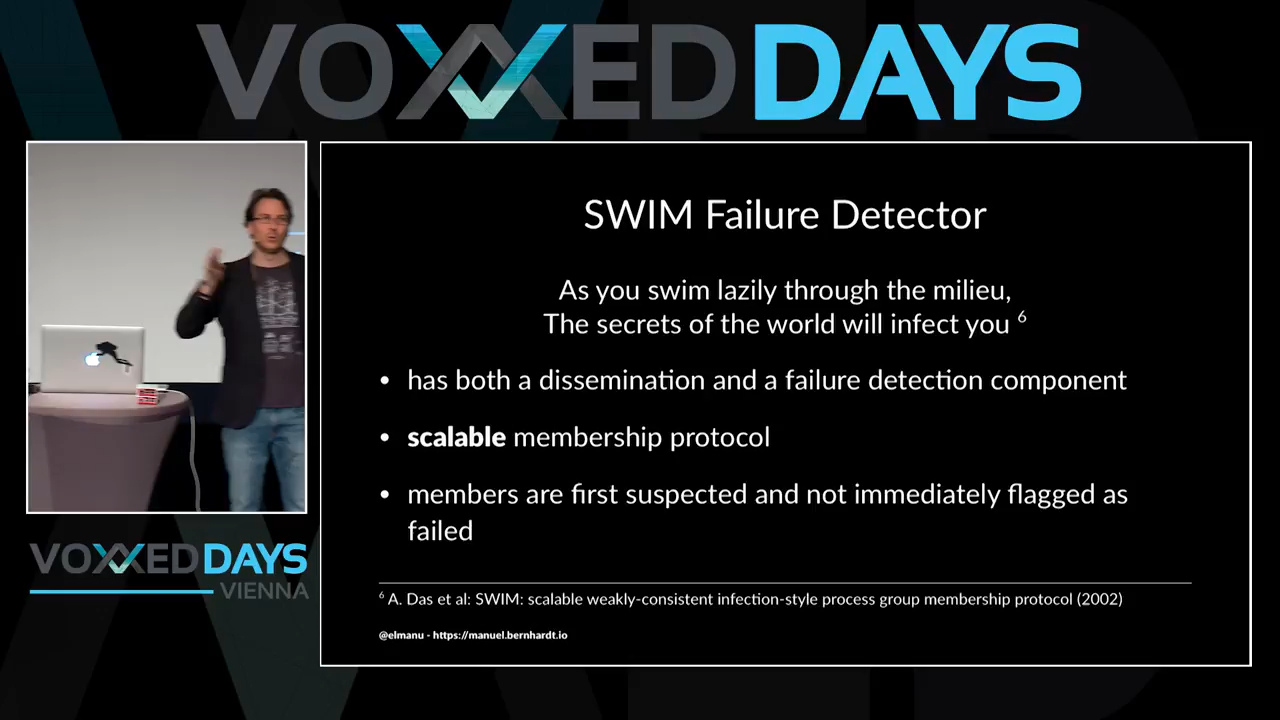 VOXXED DAYS
SWIM Failure Detector
As you swim lazily through the milieu,
The secrets of the world will infect you 6
• has both a dissemination and a failure detection component
• scalable membership protocol
• members are first suspected and not immediately flagged as
failed
6 A. Das et al: SWIM: scalable weakly-consistent infection-style process group membership protocol (2002)
@elmanu - https://manuel.bernhardt.io
VOXXED DAYS
VIENNA